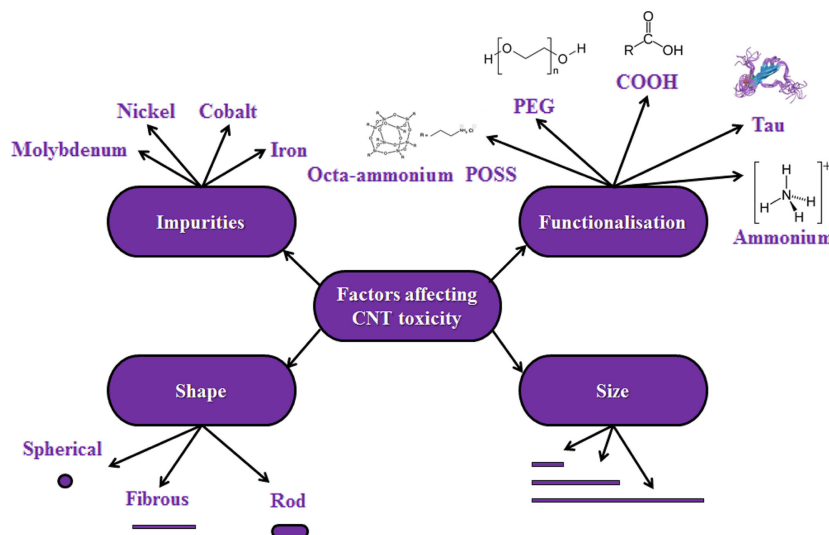 H
O
O
H
n
O
R
OH
COOH
Nickel
Cobalt
PEG
Molybdenum
Iron
Tau
Octa-ammonium POSS
Impurities
Functionalisation
H
N
H
H
H
+
Ammonium
Factors affecting
CNT toxicity
Shape
Size
Spherical
Fibrous
Rod